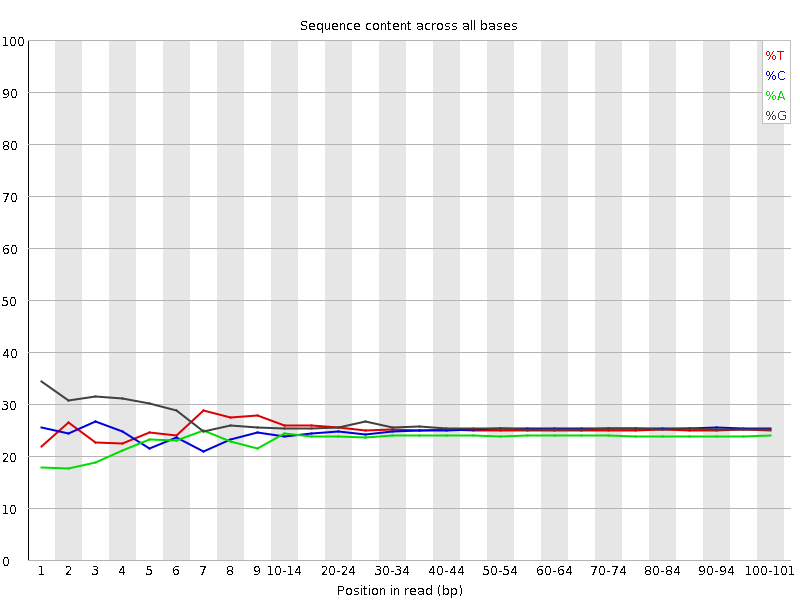 Sequence content across all bases
100
90
80
70
60
50
40
30
20
10
0
%T
%C
%A
%G
1 2 3 4 5 6 7 8 9 10-14 20-24 30-34 40-44 50-54 60-64 70-74 80-84 90-94 100-101
Position in read (bp)